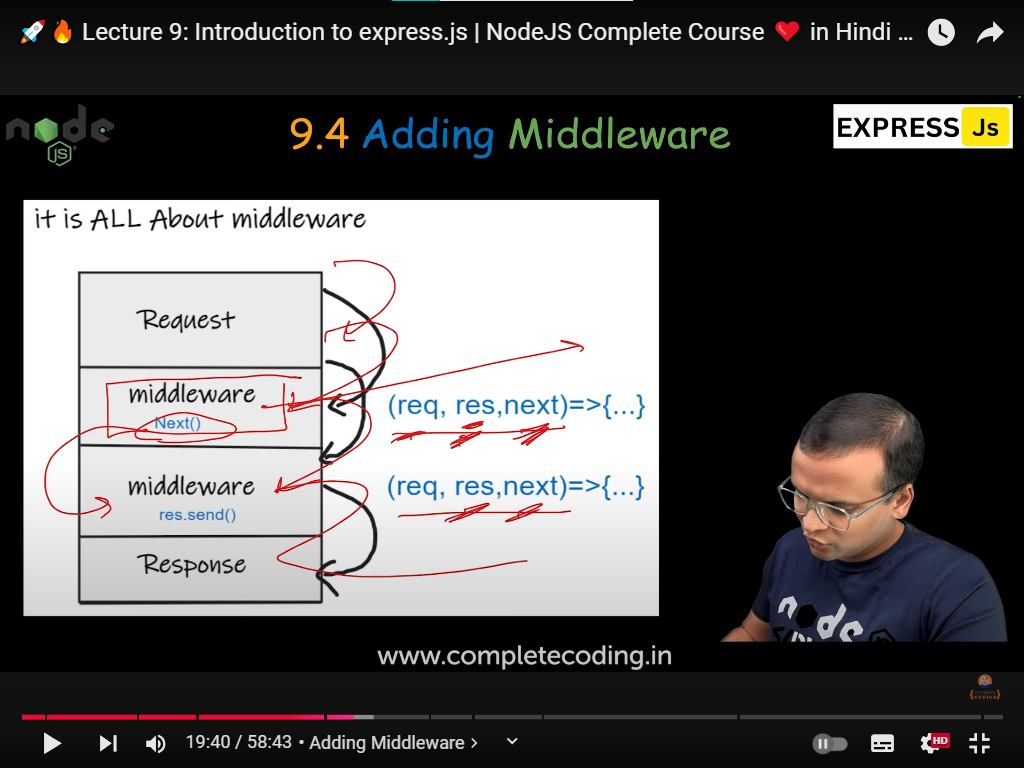 🚀🔥 Lecture 9: Introduction to express.js | NodeJS Complete Course ❤️ in Hindi ...
node
JS
9.4 Adding Middleware
EXPRESS Js
it is ALL About middleware
Request
middleware
Next()
(req, res,next)=>{...}
middleware
res.send()
(req, res,next)=>{...}
Response
node
www.completecoding.in
19:40 / 58:43 • Adding Middleware ›
HD